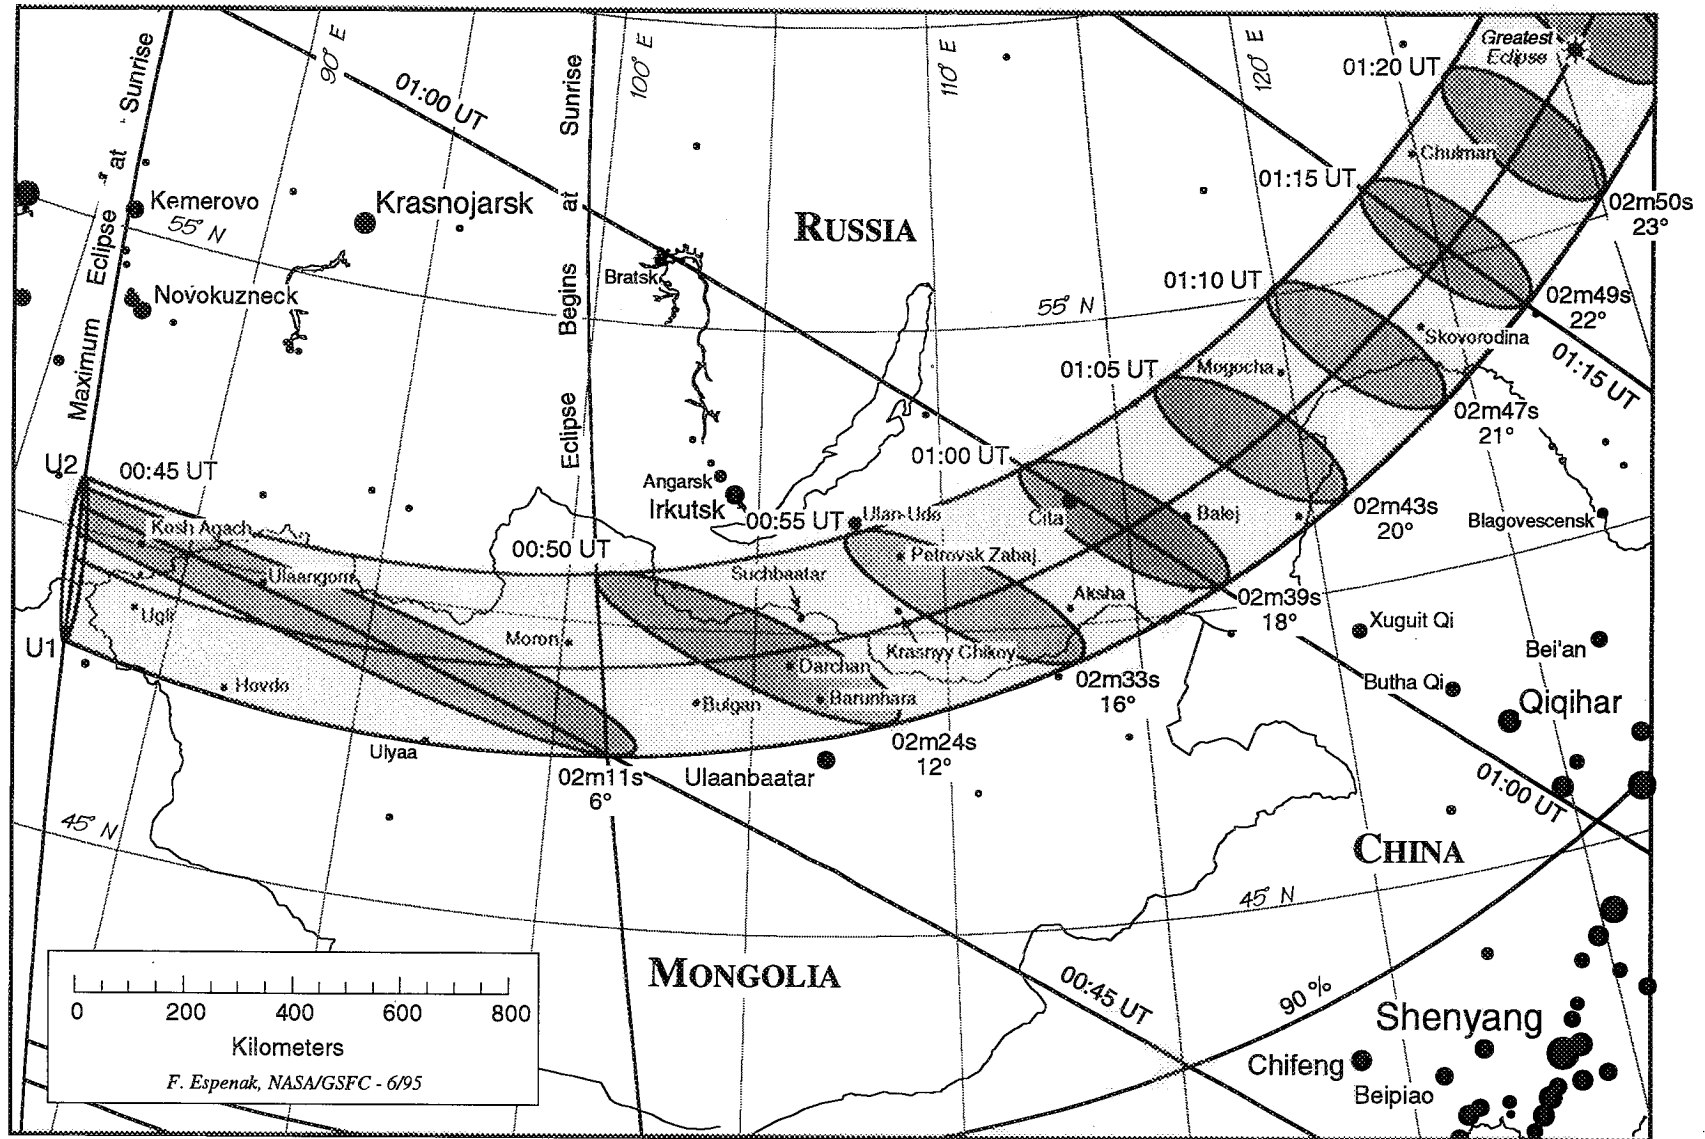 Greatest
Eclipse
Maximum Eclipse at Sunrise
90° E
01:00 UT
Eclipse Begins at Sunrise
100° E
110° E
120° E
01:20 UT
Chulman
Kemerovo
Krasnojarsk
55° N
RUSSIA
01:15 UT
02m50s
23°
Novokuzneck
Bratsk
01:10 UT
55° N
02m49s
22°
Skovorodina
01:15 UT
01:05 UT
Mogocha
02m47s
21°
U2
00:45 UT
01:00 UT
Angarsk
Irkutsk
00:55 UT
Ulan-Ude
Cita
Balej
02m43s
20°
Blagovescensk
Kosh Agach
00:50 UT
Petrovsk Zabaj
Suchbaatar
Ulaangom
Aksha
02m39s
18°
Ugli
Moron
Xuguit Qi
U1
Krasnyy Chikoy
Bei'an
Darchan
02m33s
16°
Butha Qi
Hovdo
Bulgan
Barunhara
Qiqihar
Ulyaa
02m24s
12°
02m11s
6°
Ulaanbaatar
01:00 UT
45° N
CHINA
45° N
MONGOLIA
00:45 UT
90 %
0 200 400 600 800
Kilometers
F. Espenak, NASA/GSFC - 6/95
Shenyang
Chifeng
Beipiao